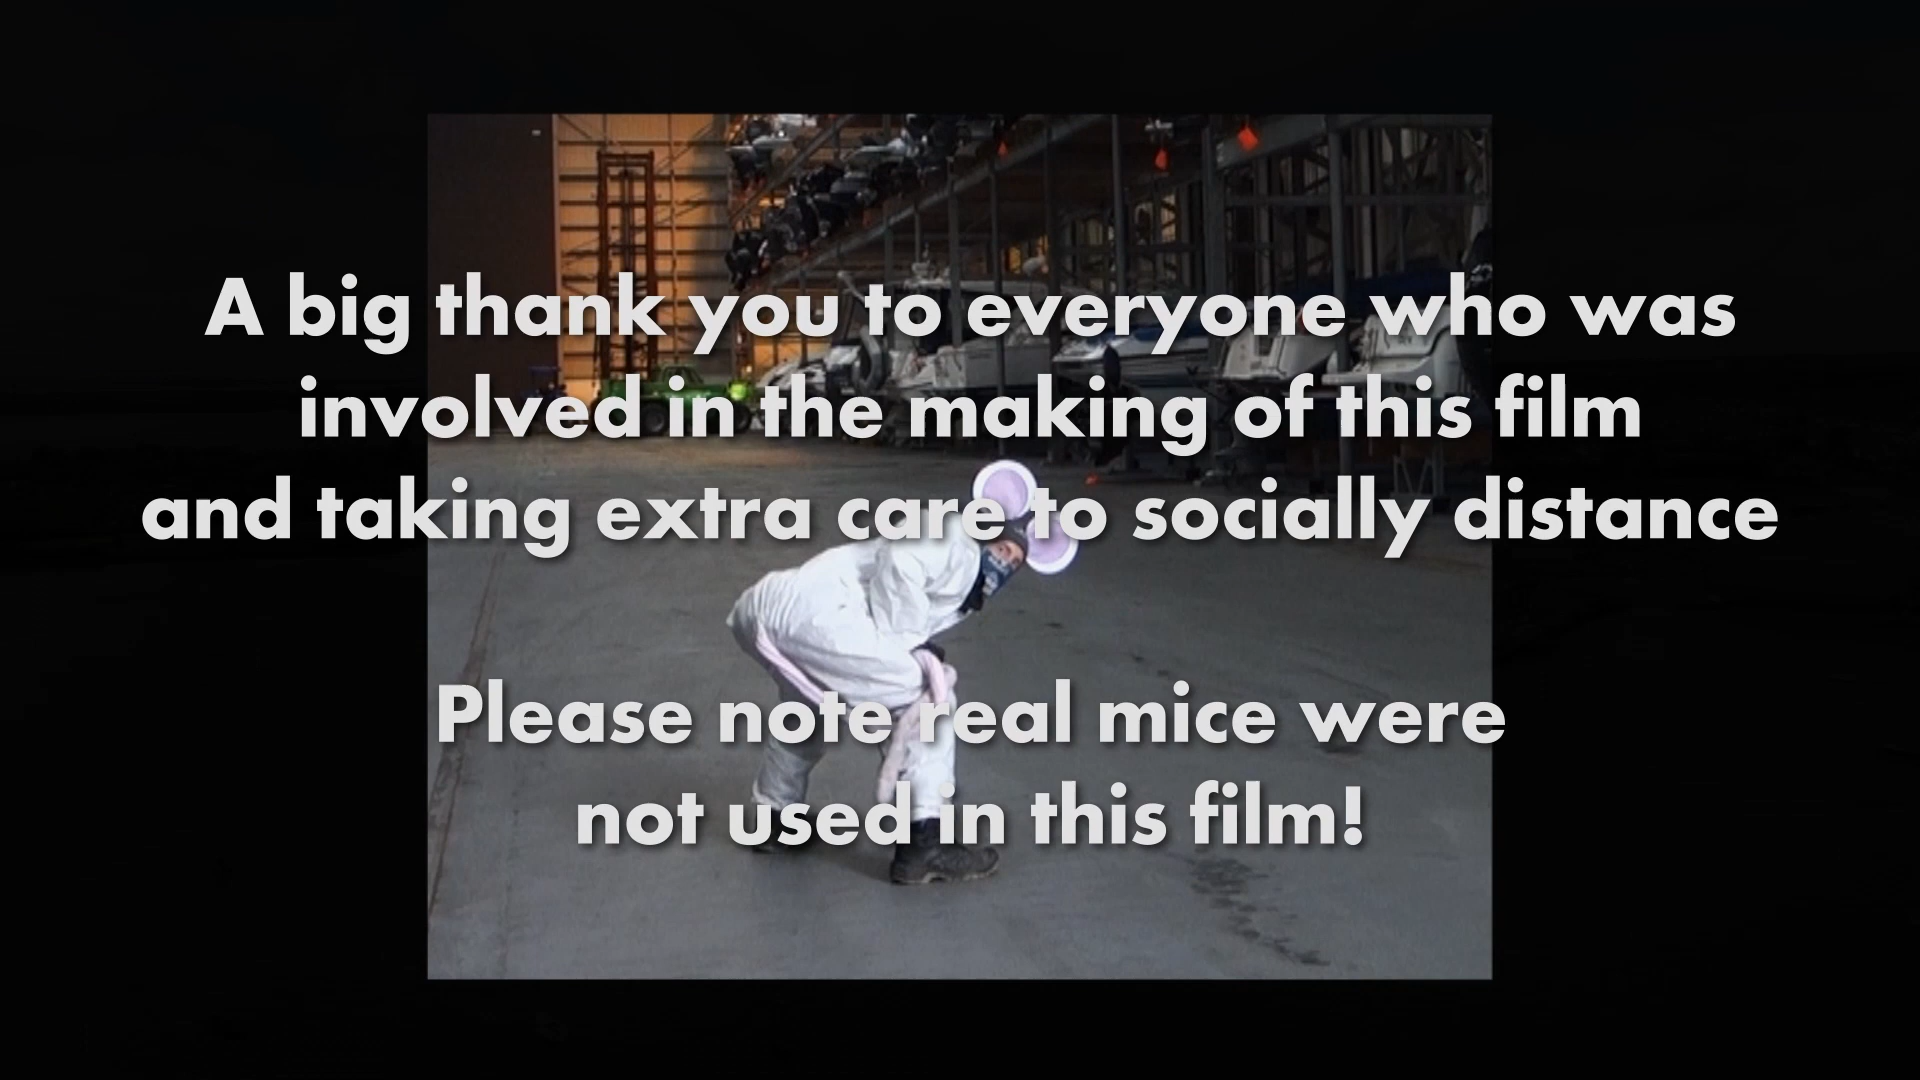 A big thank you to everyone who was
involved in the making of this film
and taking extra care to socially distance
Please note real mice were
not used in this film!